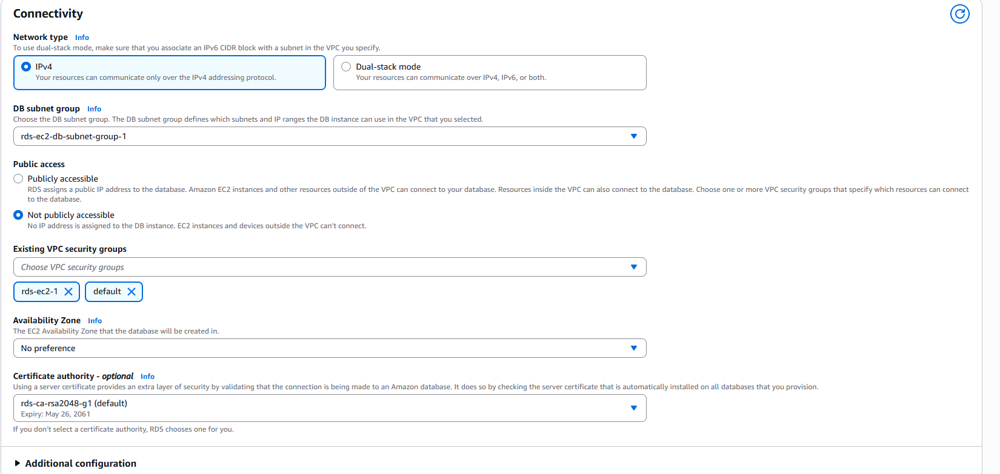 Connectivity
Network type Info
To use dual-stack mode, make sure that you associate an IPv6 CIDR block with a subnet in the VPC you specify.
IPv4
Your resources can communicate only over the IPv4 addressing protocol.
Dual-stack mode
Your resources can communicate over IPv4, IPv6, or both.
DB subnet group Info
Choose the DB subnet group. The DB subnet group defines which subnets and IP ranges the DB instance can use in the VPC that you selected.
rds-ec2-db-subnet-group-1
Public access
Publicly accessible
RDS assigns a public IP address to the database. Amazon EC2 instances and other resources outside of the VPC can connect to your database. Resources inside the VPC can also connect to the database. Choose one or more VPC security groups that specify which resources can connect
to the database.
Not publicly accessible
No IP address is assigned to the DB instance. EC2 instances and devices outside the VPC can't connect.
Existing VPC security groups
Choose VPC security groups
rds-ec2-1 default
Availability Zone Info
The EC2 Availability Zone that the database will be created in.
No preference
Certificate authority - optional Info
Using a server certificate provides an extra layer of security by validating that the connection is being made to an Amazon database. It does so by checking the server certificate that is automatically installed on all databases that you provision.
rds-ca-rsa2048-g1 (default)
Expiry: May 26, 2061
If you don't select a certificate authority, RDS chooses one for you.
Additional configuration